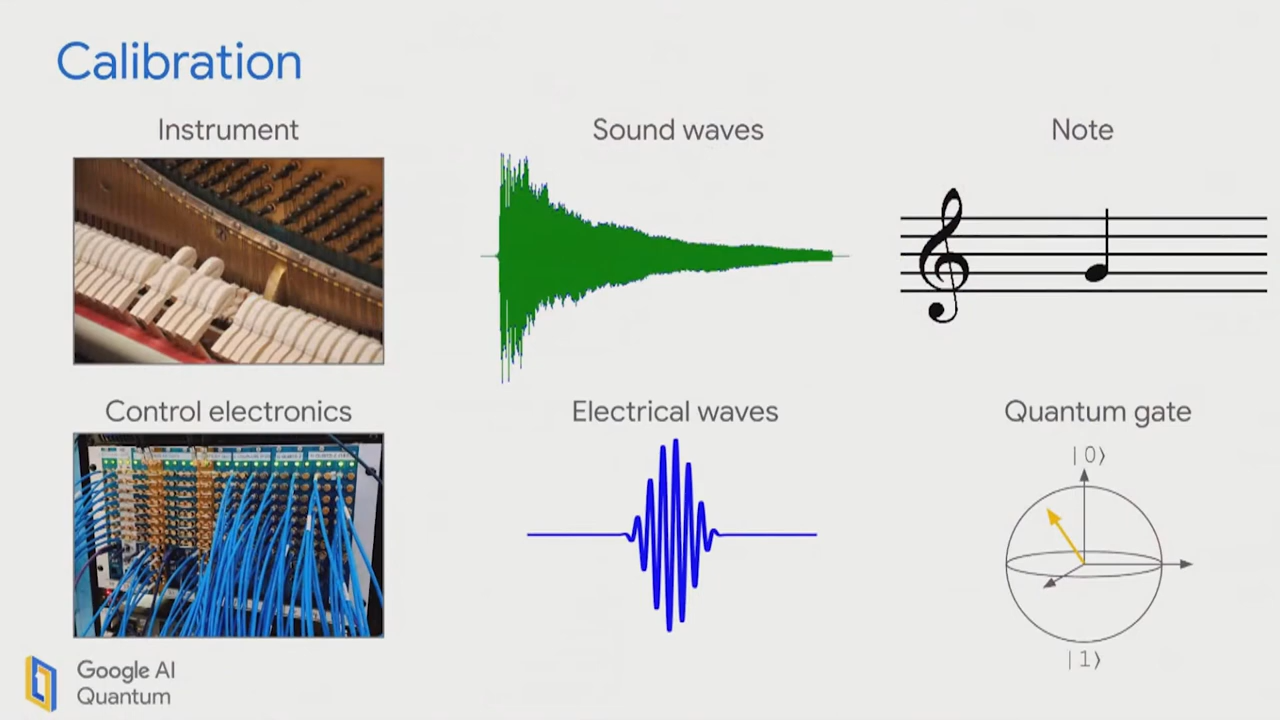 Calibration
Instrument
Sound waves
Note
Control electronics
Electrical waves
Quantum gate
|0⟩
|1⟩
Google AI
Quantum